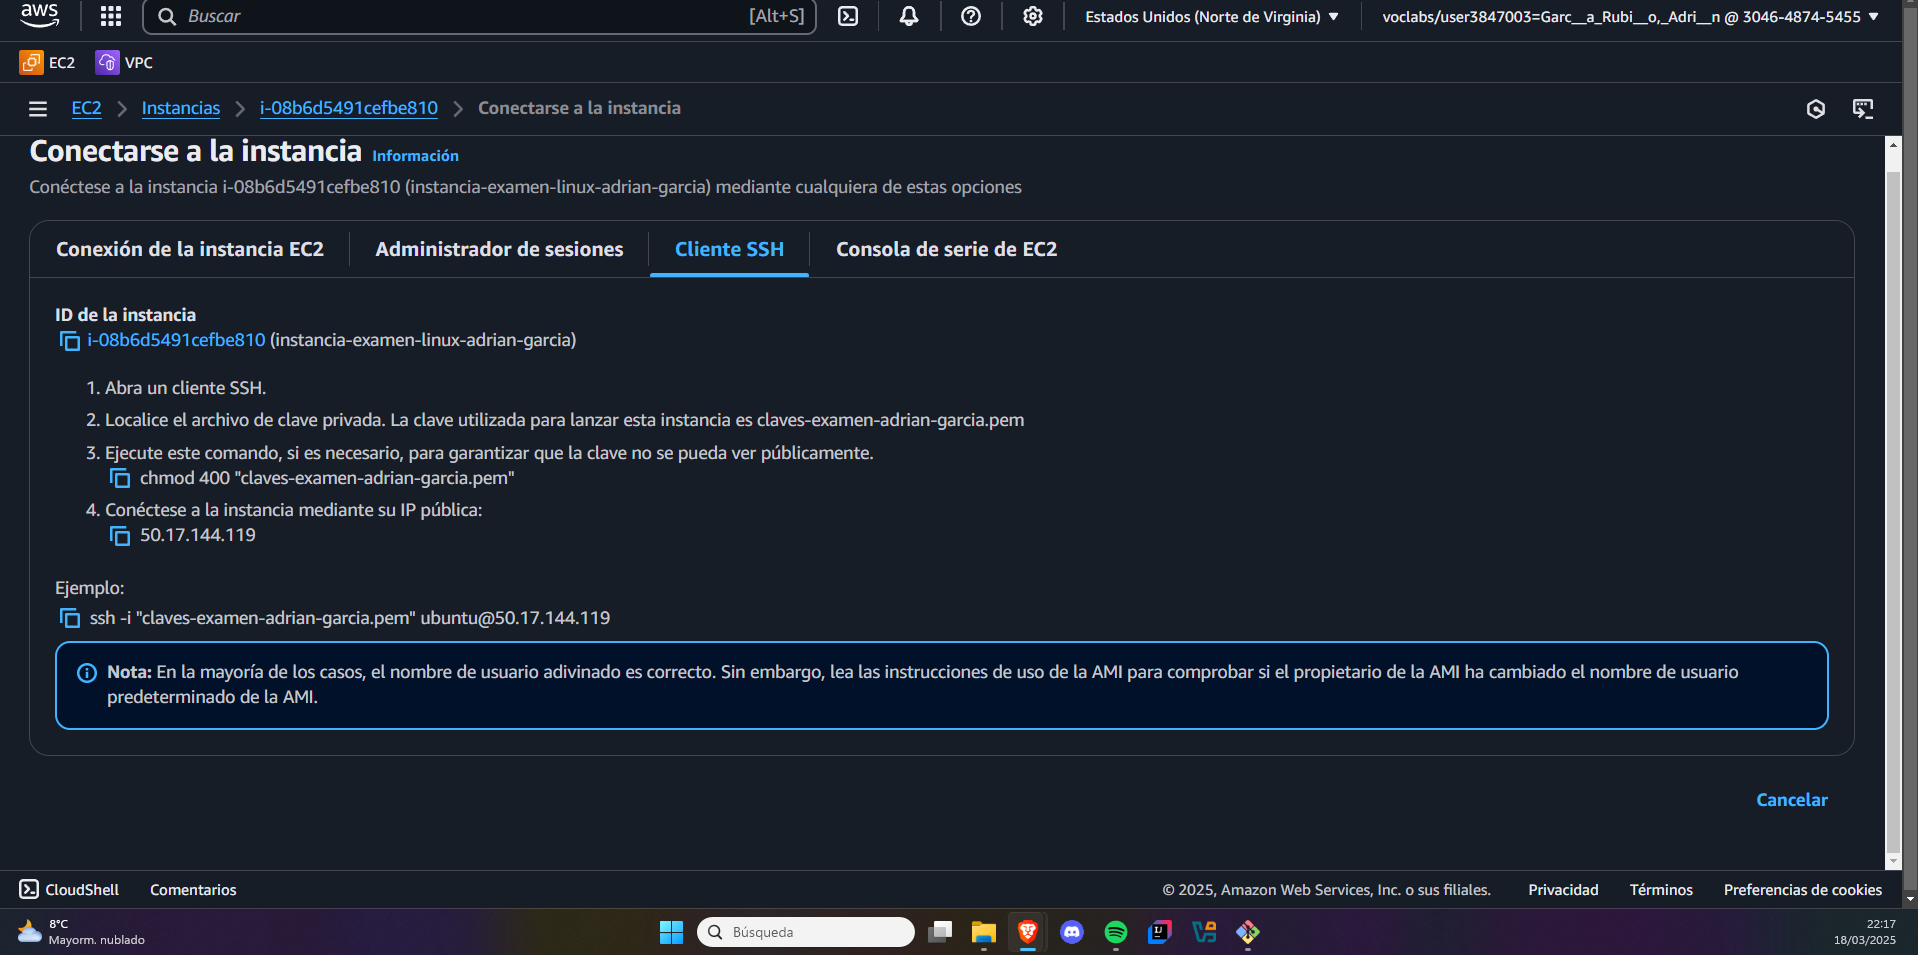 aws
Buscar
[Alt+S]
Estados Unidos (Norte de Virginia)
voclabs/user3847003=Garc__a_Rubi__o,_Adri__n @ 3046-4874-5455
EC2
VPC
EC2
Instancias
i-08b6d5491cefbe810
Conectarse a la instancia
Conectarse a la instancia Información
Conéctese a la instancia i-08b6d5491cefbe810 (instancia-examen-linux-adrian-garcia) mediante cualquiera de estas opciones
Conexión de la instancia EC2
Administrador de sesiones
Cliente SSH
Consola de serie de EC2
ID de la instancia
i-08b6d5491cefbe810 (instancia-examen-linux-adrian-garcia)
1. Abra un cliente SSH.
2. Localice el archivo de clave privada. La clave utilizada para lanzar esta instancia es claves-examen-adrian-garcia.pem
3. Ejecute este comando, si es necesario, para garantizar que la clave no se pueda ver públicamente.
chmod 400 "claves-examen-adrian-garcia.pem"
4. Conéctese a la instancia mediante su IP pública:
50.17.144.119
Ejemplo:
ssh -i "claves-examen-adrian-garcia.pem" ubuntu@50.17.144.119
Nota: En la mayoría de los casos, el nombre de usuario adivinado es correcto. Sin embargo, lea las instrucciones de uso de la AMI para comprobar si el propietario de la AMI ha cambiado el nombre de usuario
predeterminado de la AMI.
Cancelar
CloudShell
Comentarios
© 2025, Amazon Web Services, Inc. o sus filiales.
Privacidad
Términos
Preferencias de cookies
8°C
Mayorm. nublado
Búsqueda
22:17
18/03/2025